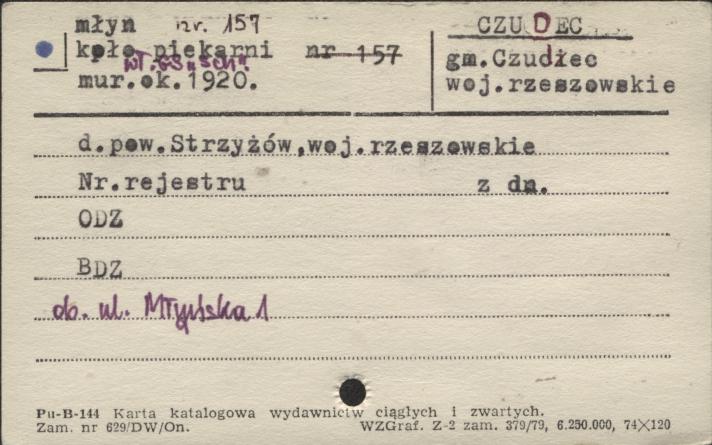 młyn nr. 157
koło piekarni nr 157
wł. GS "SCH".
mur.ok.1920.
CZUDEC
gm.Czudiec
woj.rzeszowskie
d.pow.Strzyżów,woj.rzeszowskie
Nr.rejestru z dn.
ODZ
BDZ
ob. ul. Młyńska 1
Pu-B-144 Karta katalogowa wydawnictw ciągłych i zwartych.
Zam. nr 629/DW/On. WZGraf. Z-2 zam. 379/79, 6.250.000, 74×120